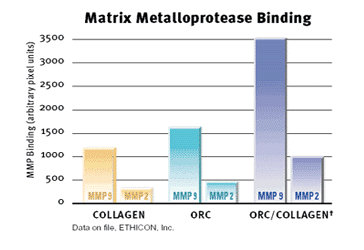 Matrix Metalloprotease Binding
MMP Binding (arbitrary pixel units)
3500
3000
2500
2000
1500
1000
500
0
MMP 9
MMP 2
MMP 9
MMP 2
MMP 9
MMP 2
COLLAGEN
ORC
ORC/COLLAGEN†
Data on file, ETHICON, Inc.